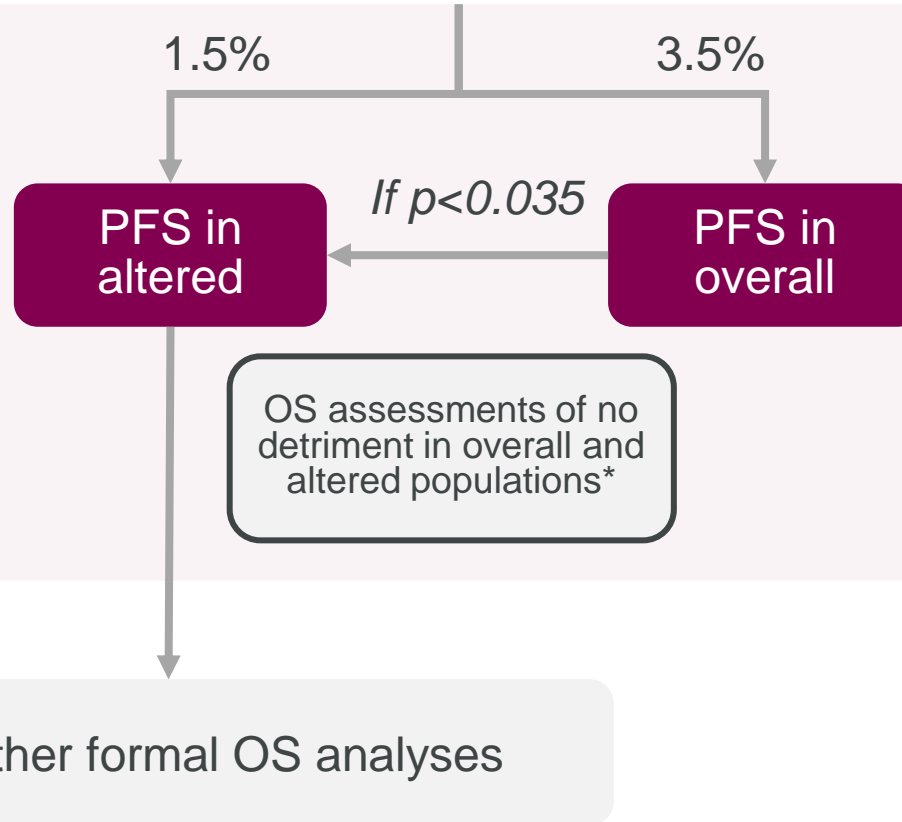 1.5%
3.5%
PFS in
altered
If p<0.035
PFS in
overall
OS assessments of no
detriment in overall and
altered populations*
formal OS analyses